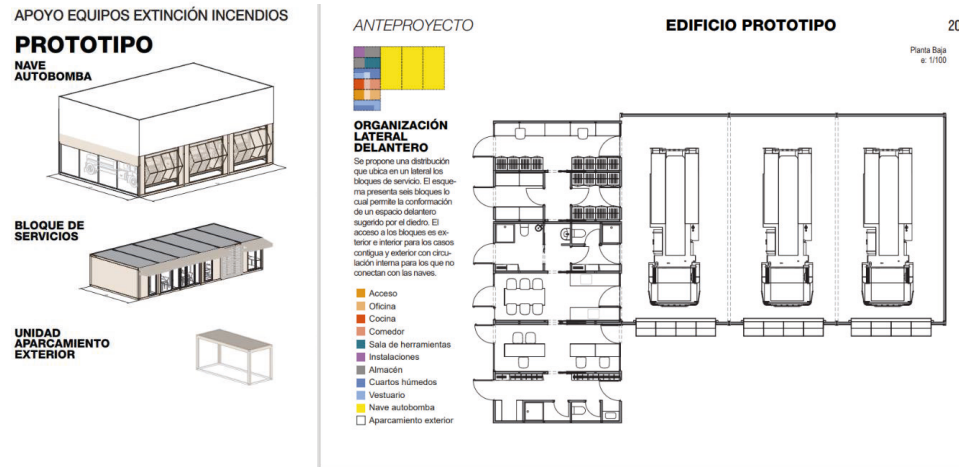 APOYO EQUIPOS EXTINCIÓN INCENDIOS
PROTOTIPO
NAVE
AUTOBOMBA
BLOQUE DE
SERVICIOS
UNIDAD
APARCAMIENTO
EXTERIOR
ANTEPROYECTO
EDIFICIO PROTOTIPO
20
Planta Baja
e: 1/100
ORGANIZACIÓN
LATERAL
DELANTERO
Se propone una distribución
que ubica en un lateral los
bloques de servicio. El esque-
ma presenta seis bloques lo
cual permite la conformación
de un espacio delantero
sugerido por el diedro. El
acceso a los bloques es ex-
terior e interior para los casos
contigua y exterior con circu-
lación interna para los que no
conectan con las naves.
Acceso
Oficina
Cocina
Comedor
Sala de herramientas
Instalaciones
Almacén
Cuartos húmedos
Vestuario
Nave autobomba
Aparcamiento exterior